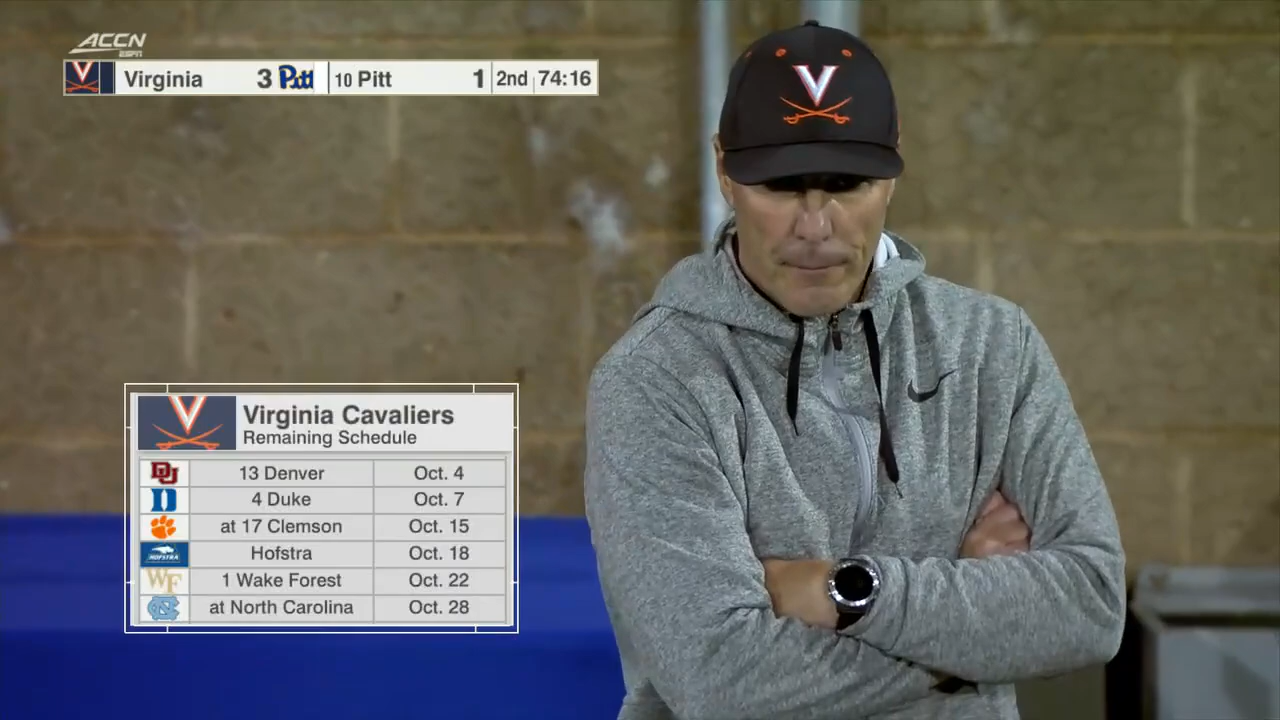 ACCN
ESPN
Virginia 3 Pitt 10 Pitt 1 2nd 74:16
V
Virginia Cavaliers
Remaining Schedule
DU 13 Denver Oct. 4
D 4 Duke Oct. 7
at 17 Clemson Oct. 15
HOFSTRA Hofstra Oct. 18
WF 1 Wake Forest Oct. 22
NC at North Carolina Oct. 28